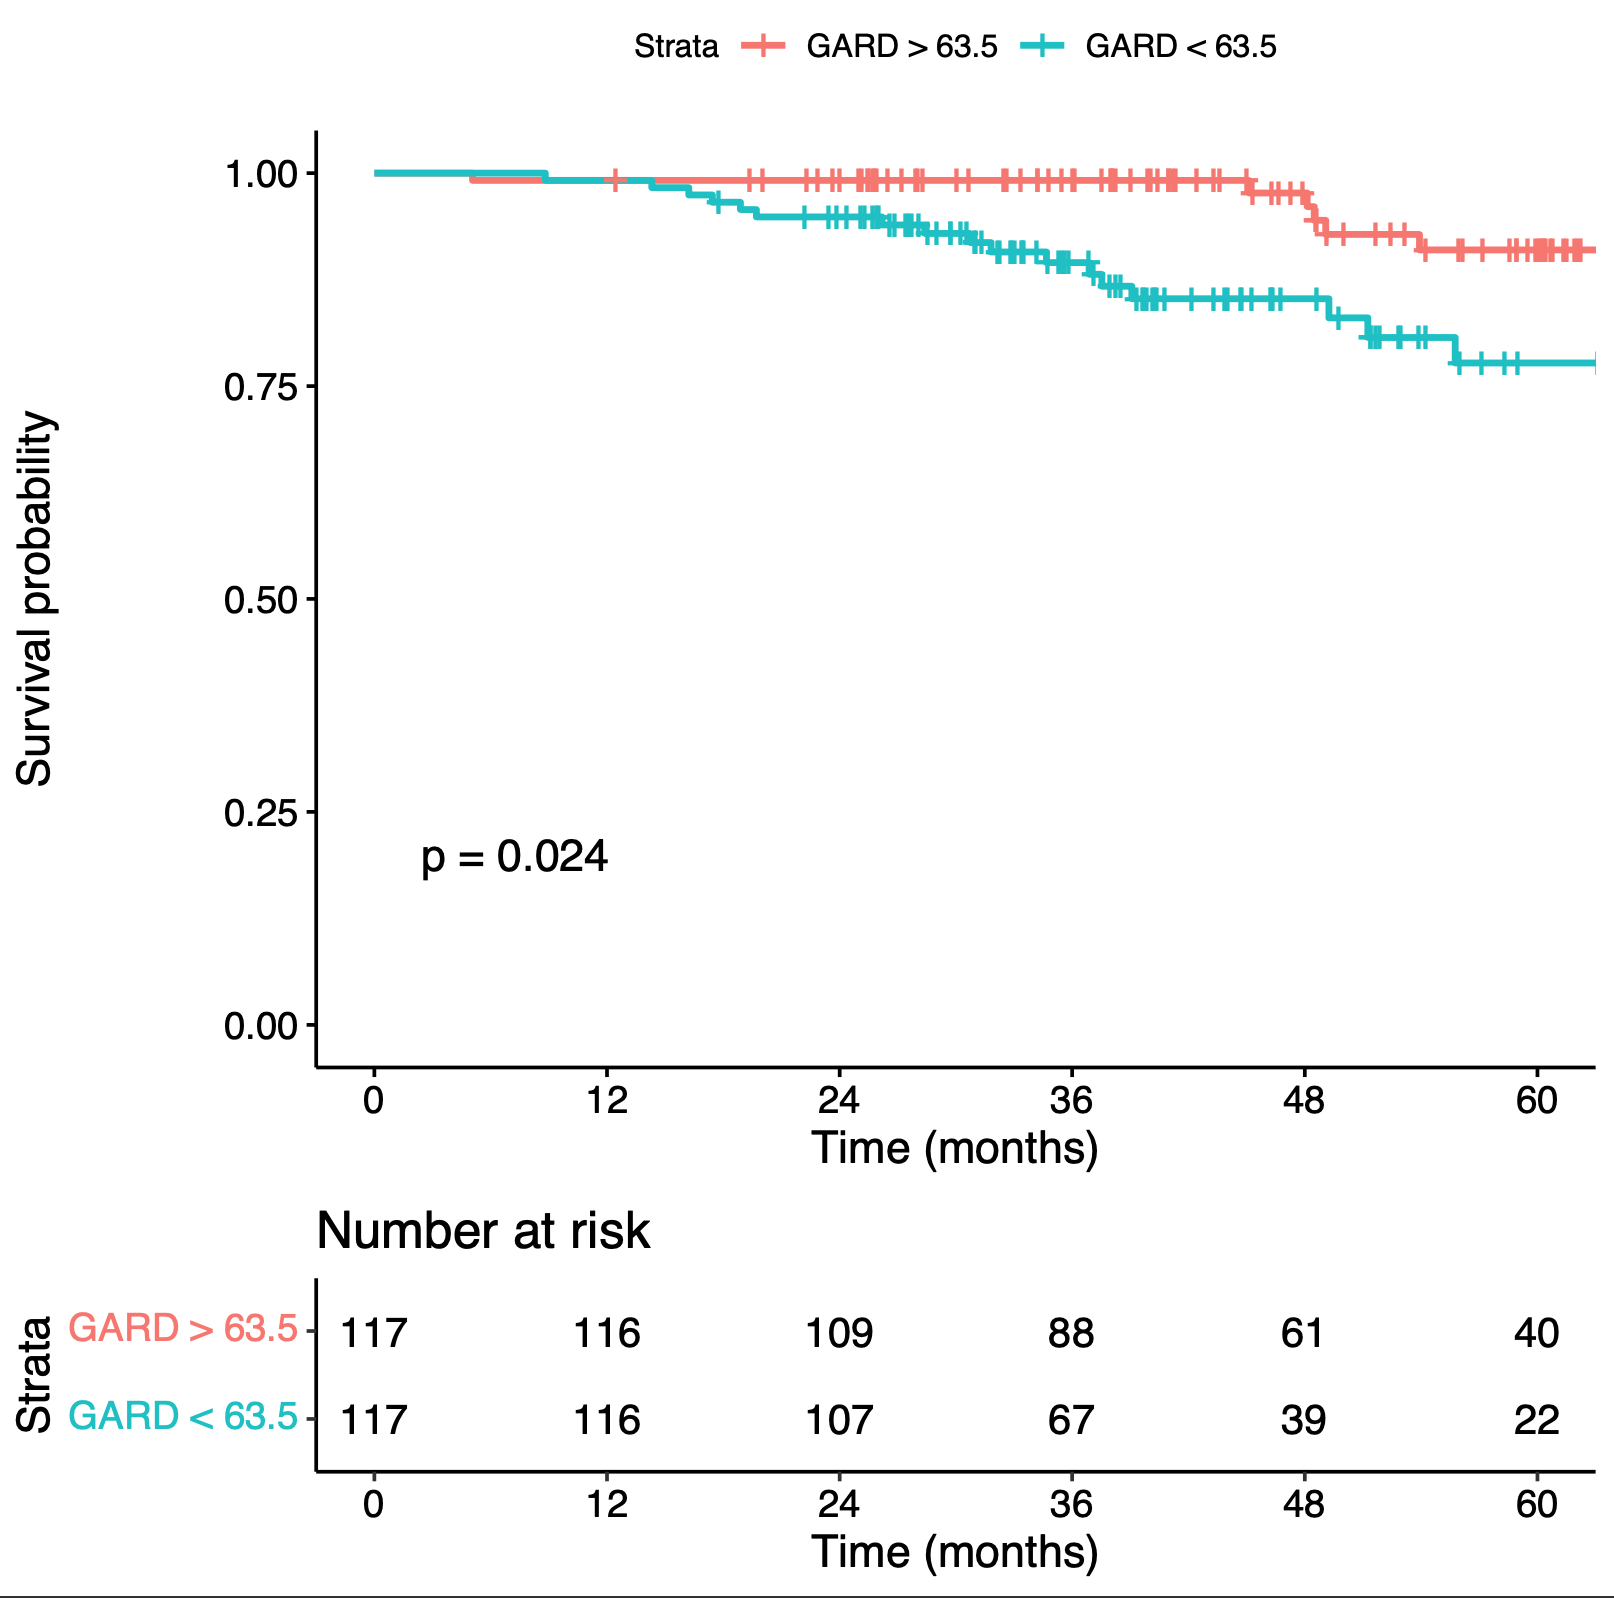 Strata GARD > 63.5 GARD < 63.5
Survival probability
1.00
0.75
0.50
0.25
0.00
p = 0.024
0 12 24 36 48 60
Time (months)
Number at risk
Strata
GARD > 63.5 117 116 109 88 61 40
GARD < 63.5 117 116 107 67 39 22
0 12 24 36 48 60
Time (months)